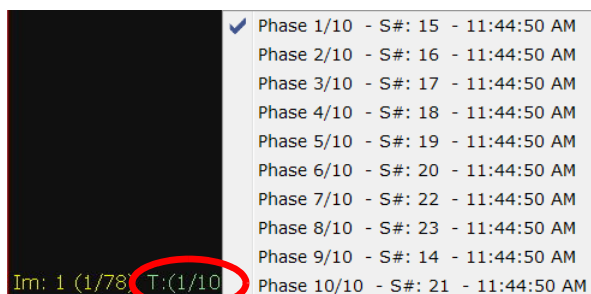 Phase 1/10 - S#: 15 - 11:44:50 AM
Phase 2/10 - S#: 16 - 11:44:50 AM
Phase 3/10 - S#: 17 - 11:44:50 AM
Phase 4/10 - S#: 18 - 11:44:50 AM
Phase 5/10 - S#: 19 - 11:44:50 AM
Phase 6/10 - S#: 20 - 11:44:50 AM
Phase 7/10 - S#: 22 - 11:44:50 AM
Phase 8/10 - S#: 23 - 11:44:50 AM
Phase 9/10 - S#: 14 - 11:44:50 AM
Im: 1 (1/78) T:(1/10 Phase 10/10 - S#: 21 - 11:44:50 AM